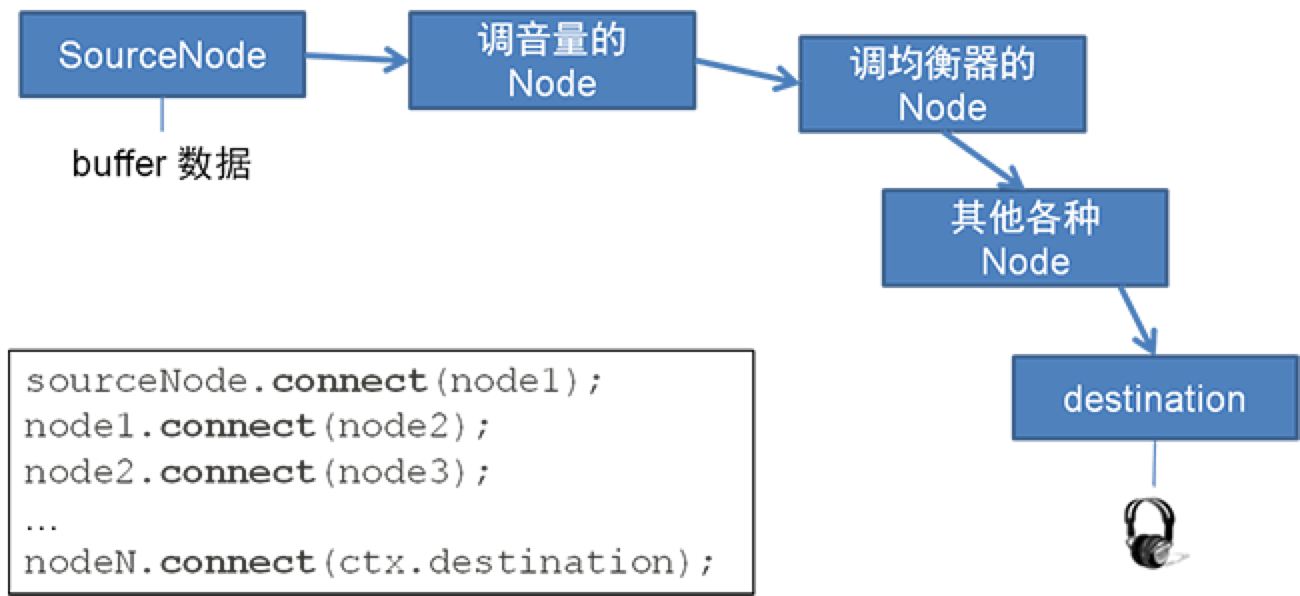 SourceNode
buffer 数据
调音量的
Node
调均衡器的
Node
其他各种
Node
destination
sourceNode.connect(node1);
node1.connect(node2);
node2.connect(node3);
...
nodeN.connect(ctx.destination);